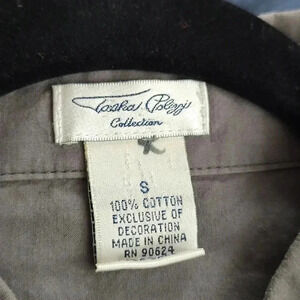 Tasha Polizzi
Collection
S
100% COTTON
EXCLUSIVE OF
DECORATION
MADE IN CHINA
RN 90624